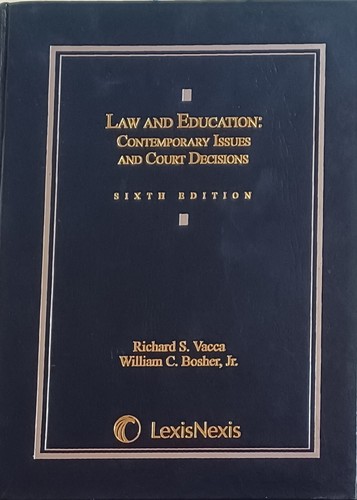 LAW AND EDUCATION:
CONTEMPORARY ISSUES
AND COURT DECISIONS
SIXTH EDITION
Richard S. Vacca
William C. Bosher, Jr.
LexisNexis